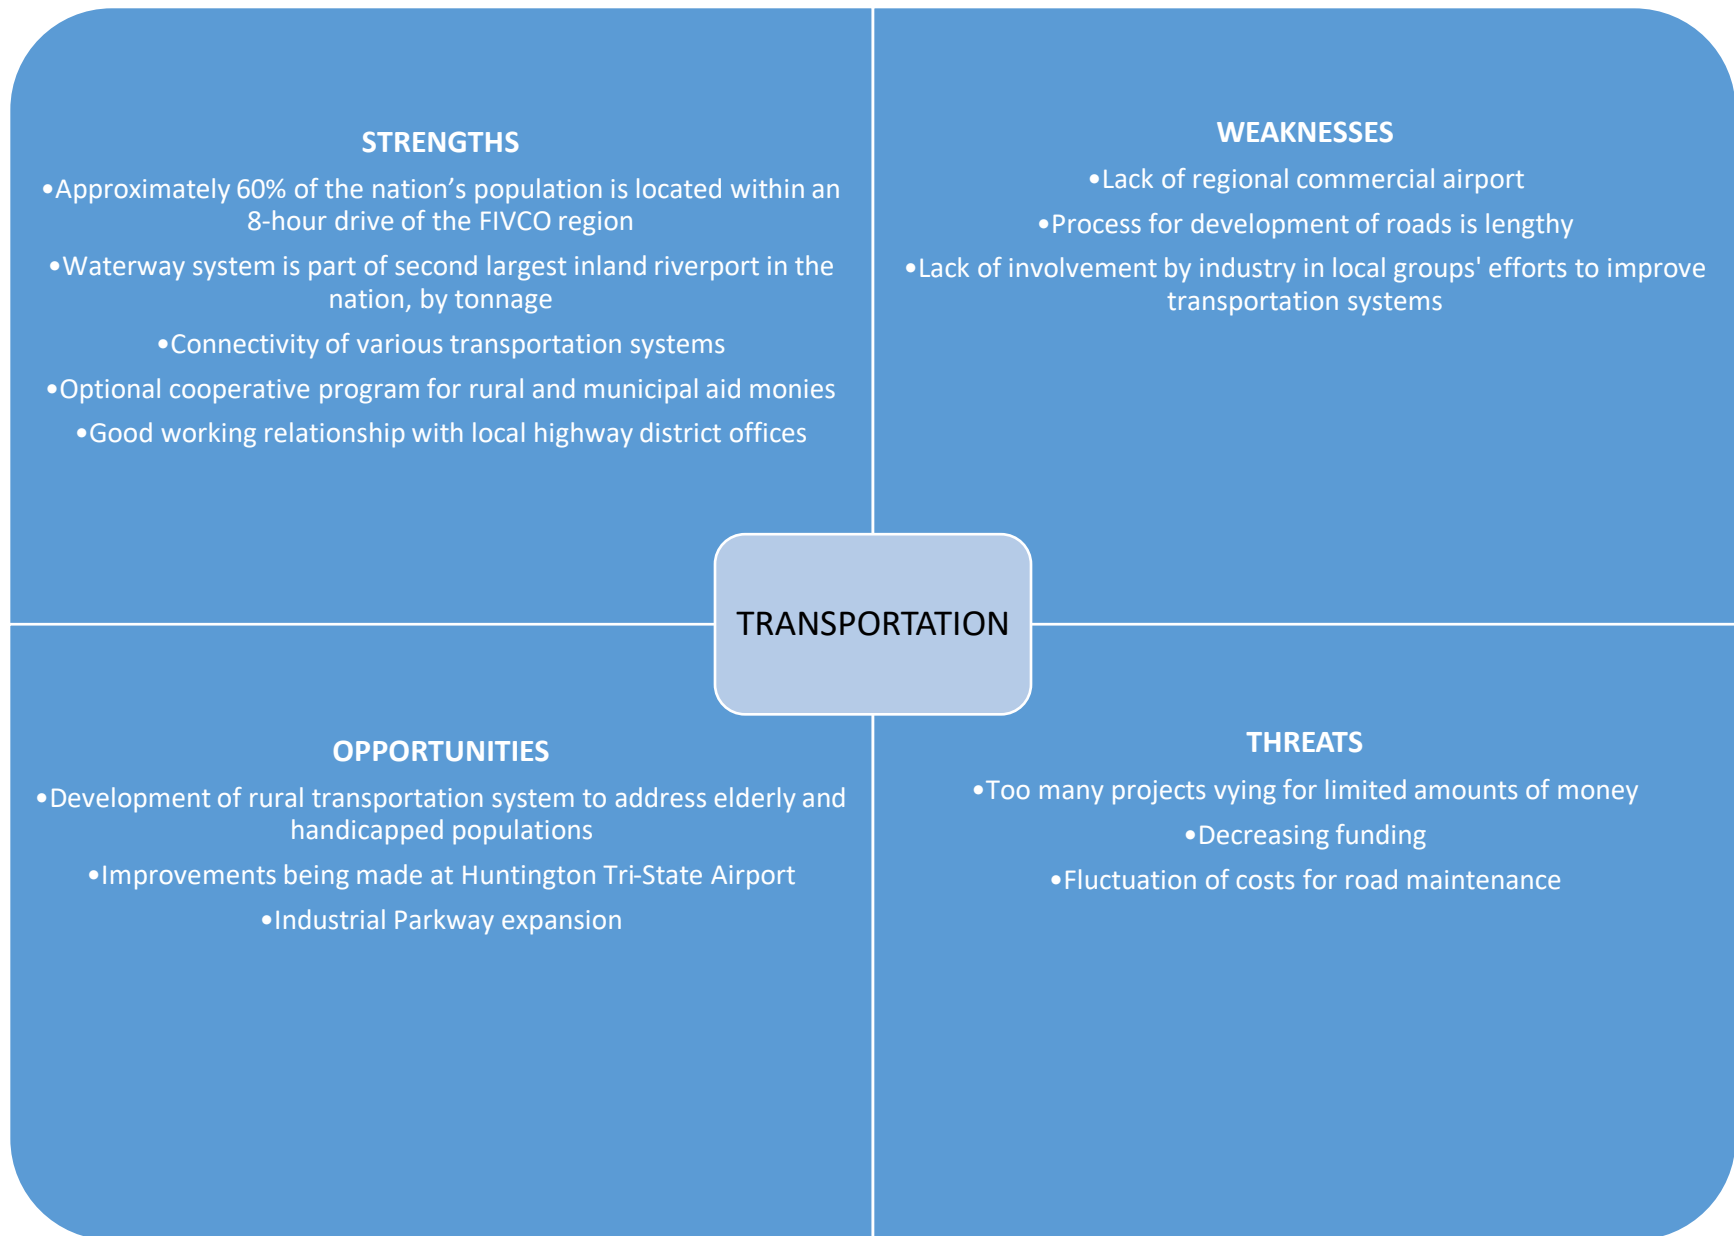 STRENGTHS
•Approximately 60% of the nation’s population is located within an
8-hour drive of the FIVCO region
•Waterway system is part of second largest inland riverport in the
nation, by tonnage
•Connectivity of various transportation systems
•Optional cooperative program for rural and municipal aid monies
•Good working relationship with local highway district offices
WEAKNESSES
•Lack of regional commercial airport
•Process for development of roads is lengthy
•Lack of involvement by industry in local groups' efforts to improve
transportation systems
TRANSPORTATION
OPPORTUNITIES
•Development of rural transportation system to address elderly and
handicapped populations
•Improvements being made at Huntington Tri-State Airport
•Industrial Parkway expansion
THREATS
•Too many projects vying for limited amounts of money
•Decreasing funding
•Fluctuation of costs for road maintenance